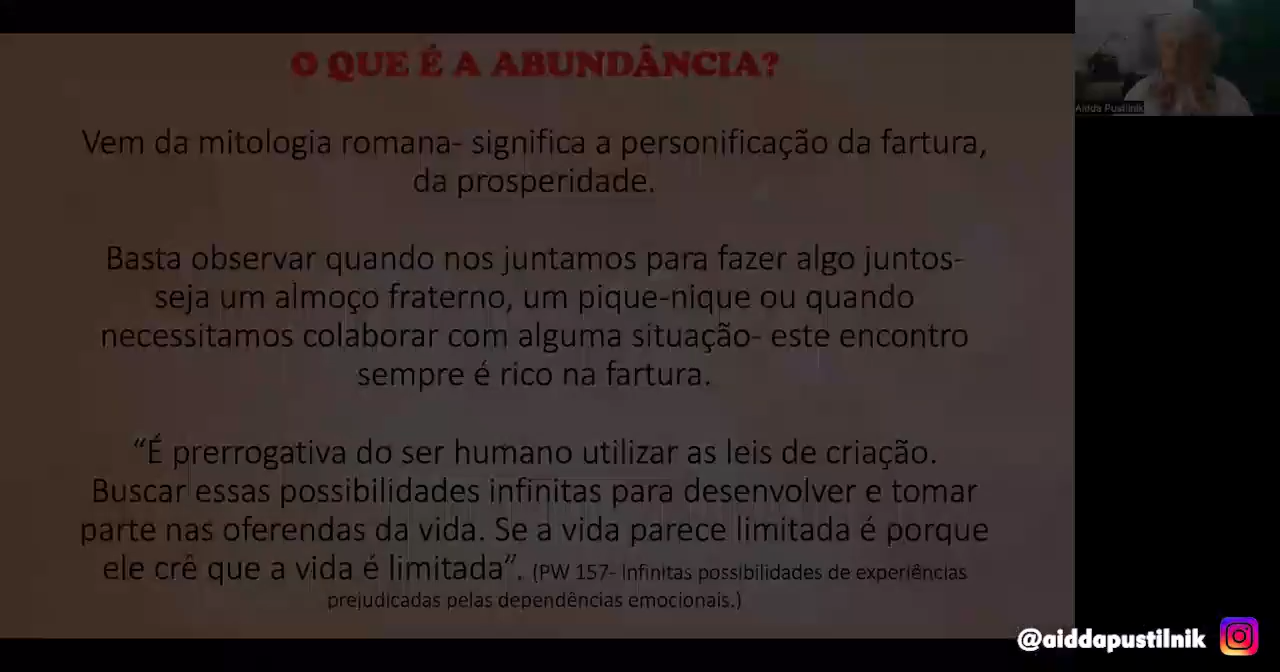 O QUE É A ABUNDÂNCIA?
Vem da mitologia romana- significa a personificação da fartura,
da prosperidade.
Basta observar quando nos juntamos para fazer algo juntos-
seja um almoço fraterno, um pique-nique ou quando
necessitamos colaborar com alguma situação- este encontro
sempre é rico na fartura.
“É prerrogativa do ser humano utilizar as leis de criação.
Buscar essas possibilidades infinitas para desenvolver e tomar
parte nas oferendas da vida. Se a vida parece limitada é porque
ele crê que a vida é limitada”. (PW 157- Infinitas possibilidades de experiências
prejudicadas pelas dependências emocionais.)
Aidda Pustilnik
@aiddapustilnik